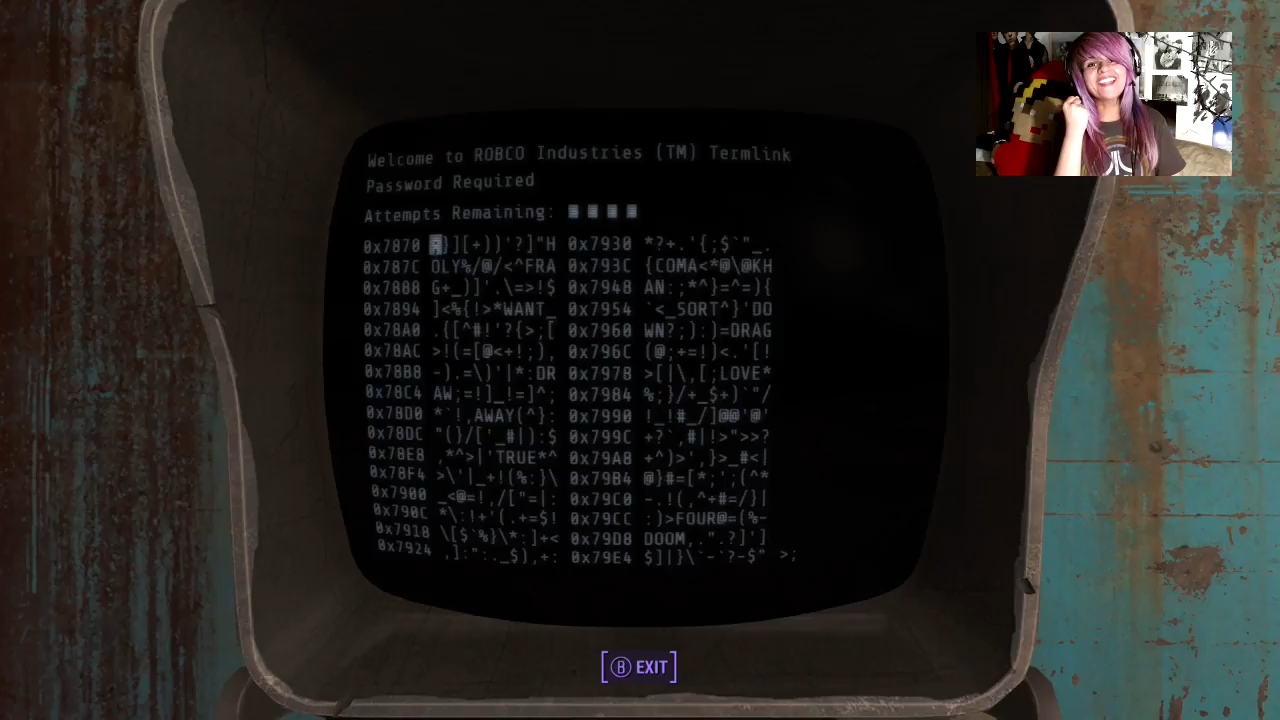 Welcome to ROBCO Industries (TM) Termlink
Password Required
Attempts Remaining: ■ ■ ■ ■
0x7870 @}][+))'?]"H 0x7930 *?+.'{;$`"_.
0x787C OLY%/@/<^FRA 0x793C {COMA<*@\@KH
0x7888 G+_)]'.\=>!$ 0x7948 AN:;*^}=^=){
0x7894 ]<%{!>*WANT_ 0x7954 `<_SORT^}'DO
0x78A0 .{[^#!'?{>;[ 0x7960 WN?;):)=DRAG
0x78AC >!(=[@<+!;), 0x796C (@;+=!)<.'[!
0x78B8 -).=\)'|*:DR 0x7978 >[|\,[;LOVE*
0x78C4 AW;=!]_!=]^; 0x7984 %;}/+_$+)`"/
0x78D0 *`!,AWAY(^}: 0x7990 !_!#_/]@@'@'
0x78DC "(}/['_#|):$ 0x799C +?`,#|!>">>?
0x78E8 ,*^>|'TRUE*^ 0x79A8 +^)>',}>_#<|
0x78F4 >\'|_+!(%:}\ 0x79B4 @}#=[*;';(^*
0x7900 _<@=!,/["=|: 0x79C0 -.!(,^+#=/}|
0x790C *\:!+'(.+=$! 0x79CC :)>FOUR@=(%-
0x7918 \[$`%}\*:]+< 0x79D8 DOOM,.".?]']
0x7924 ,]:":._$),+: 0x79E4 $]|}\`-`?-$" >;
[Ⓑ EXIT]